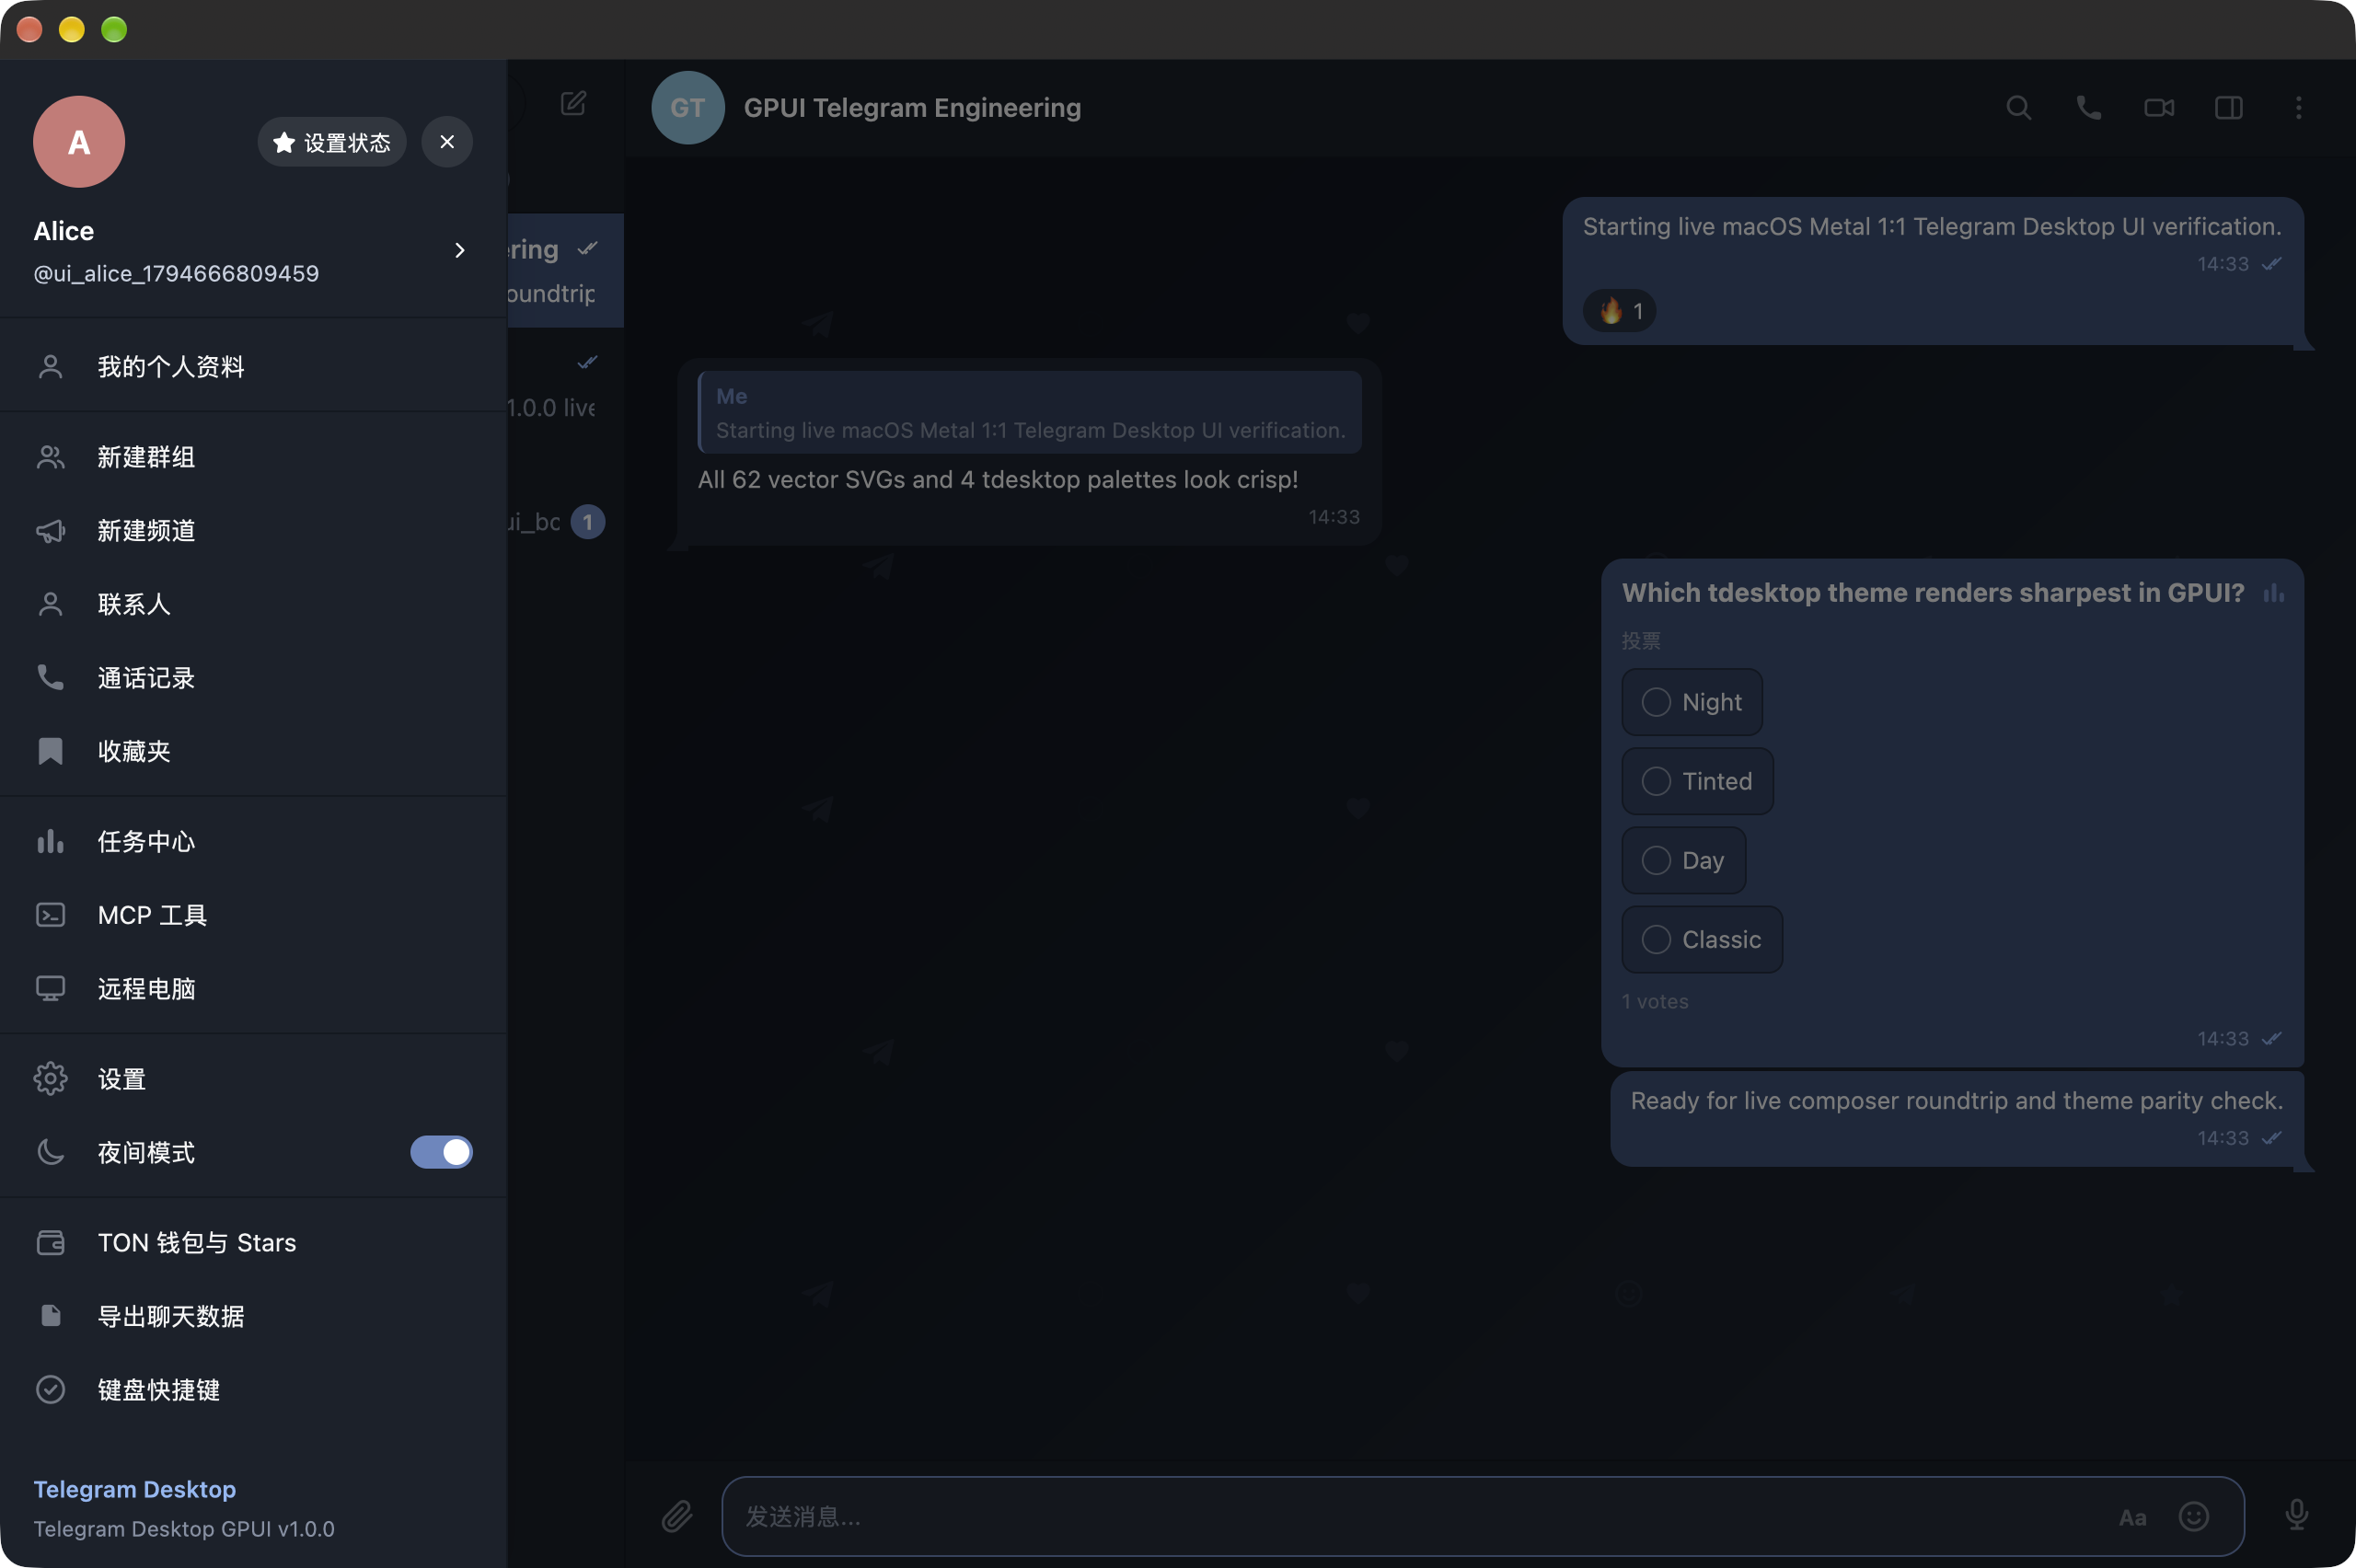 A
设置状态
Alice
@ui_alice_1794666809459
我的个人资料
新建群组
新建频道
联系人
通话记录
收藏夹
任务中心
MCP 工具
远程电脑
设置
夜间模式
TON 钱包与 Stars
导出聊天数据
键盘快捷键
Telegram Desktop
Telegram Desktop GPUI v1.0.0
ering
oundtrip
1.0.0 live
ui_bo
1
GT
GPUI Telegram Engineering
Starting live macOS Metal 1:1 Telegram Desktop UI verification.
14:33
🔥 1
Me
Starting live macOS Metal 1:1 Telegram Desktop UI verification.
All 62 vector SVGs and 4 tdesktop palettes look crisp!
14:33
Which tdesktop theme renders sharpest in GPUI?
投票
Night
Tinted
Day
Classic
1 votes
14:33
Ready for live composer roundtrip and theme parity check.
14:33
发送消息...
Aa